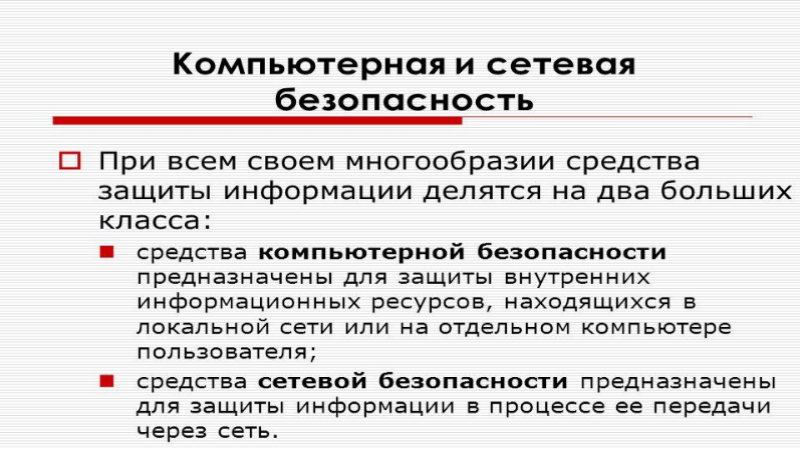 Компьютерная и сетевая
безопасность
При всем своем многообразии средства
защиты информации делятся на два больших
класса:
средства компьютерной безопасности
предназначены для защиты внутренних
информационных ресурсов, находящихся в
локальной сети или на отдельном компьютере
пользователя;
средства сетевой безопасности предназначены
для защиты информации в процессе ее передачи
через сеть.